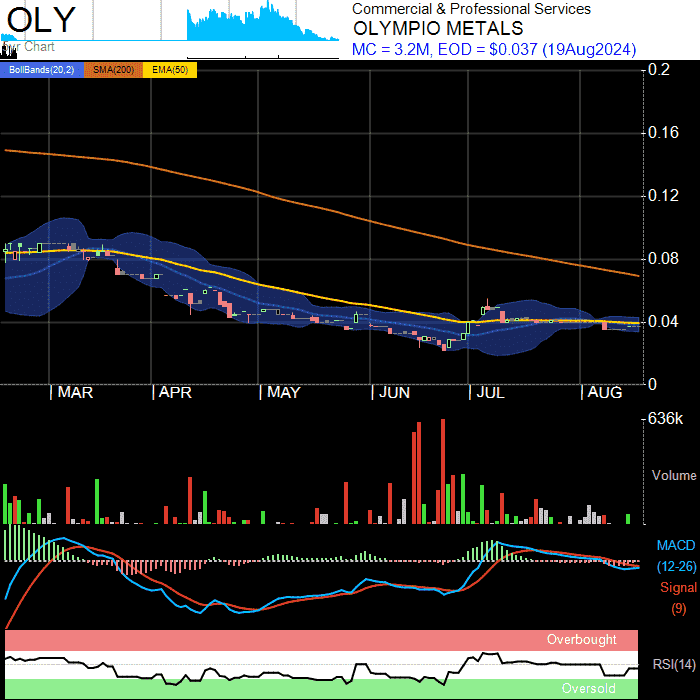 OLY
Commercial & Professional Services
OLYMPIO METALS
MC = 3.2M, EOD = $0.037 (19Aug2024)
Chart
BollBands(20,2) SMA(200) EMA(50)
0.2
0.16
0.12
0.08
0.04
0
MAR APR MAY JUN JUL AUG
636k
Volume
MACD
(12-26)
Signal
(9)
Overbought
RSI(14)
Oversold